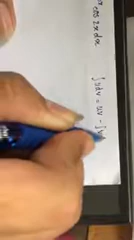 cos 2x dx
∫ u dv = uv - ∫